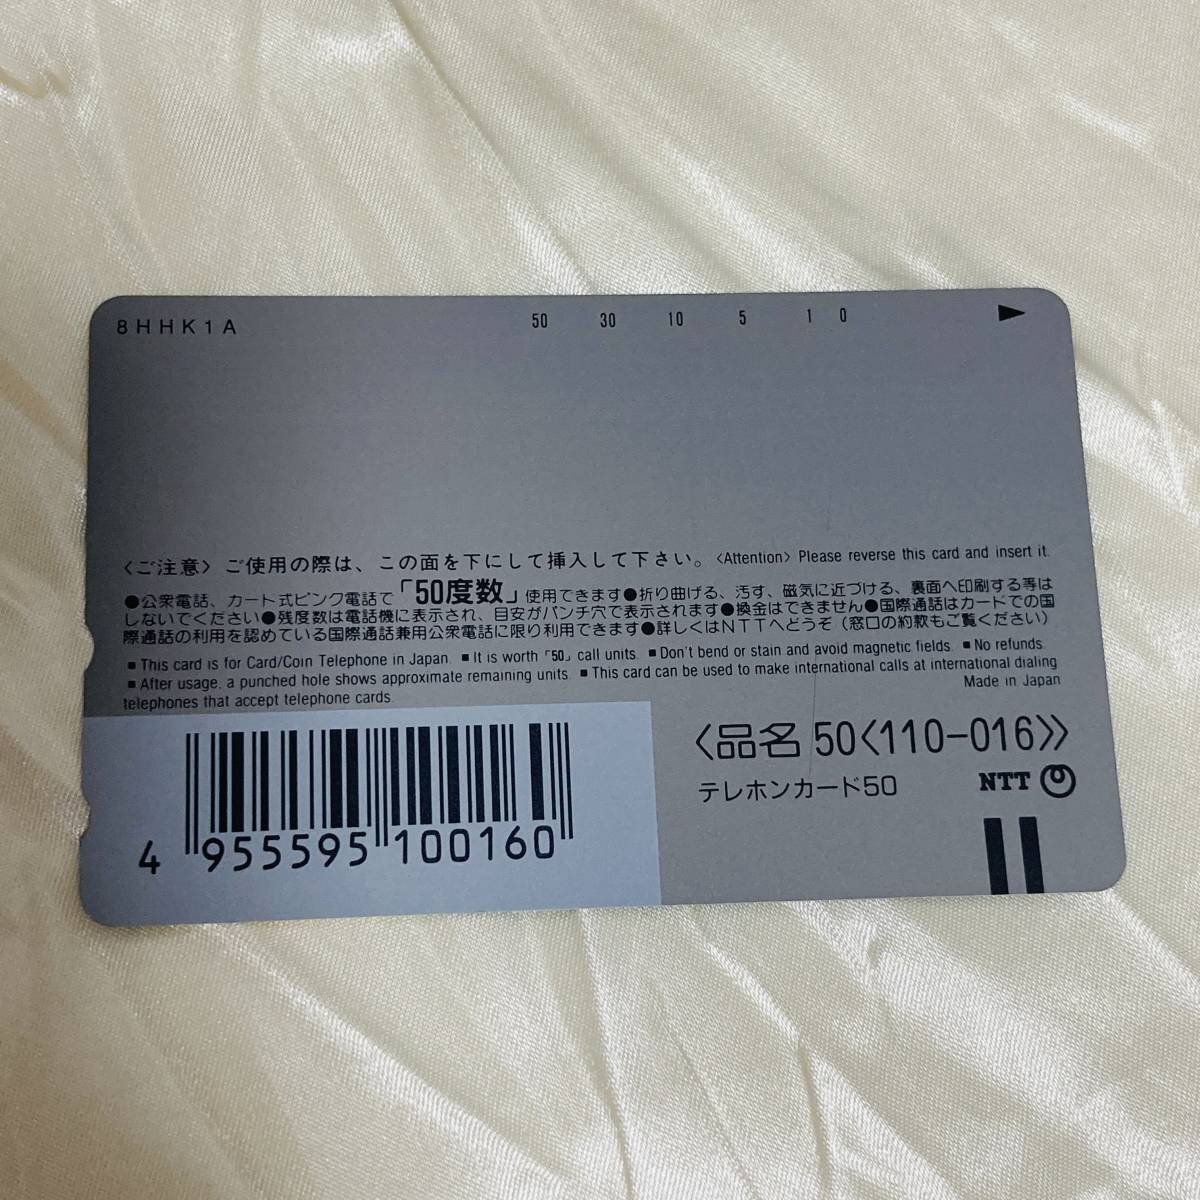 8HHK1A 50 30 10 5 1 0 ▶
〈ご注意〉ご使用の際は、この面を下にして挿入して下さい。〈Attention〉Please reverse this card and insert it.
●公衆電話、カード式ピンク電話で「50度数」使用できます●折り曲げる、汚す、磁気に近づける、裏面へ印刷する等は
しないでください●残度数は電話機に表示され、目安がパンチ穴で表示されます●換金はできません●国際通話はカードでの国
際通話の利用を認めている国際通話兼用公衆電話に限り利用できます●詳しくはNTTへどうぞ（窓口の約款もご覧ください）
■This card is for Card/Coin Telephone in Japan. ■It is worth「50」call units. ■Don't bend or stain and avoid magnetic fields. ■No refunds.
■After usage, a punched hole shows approximate remaining units. ■This card can be used to make international calls at international dialing
telephones that accept telephone cards.
Made in Japan
〈品名 50〈110-016〉〉
テレホンカード50
NTT
4 955595 100160